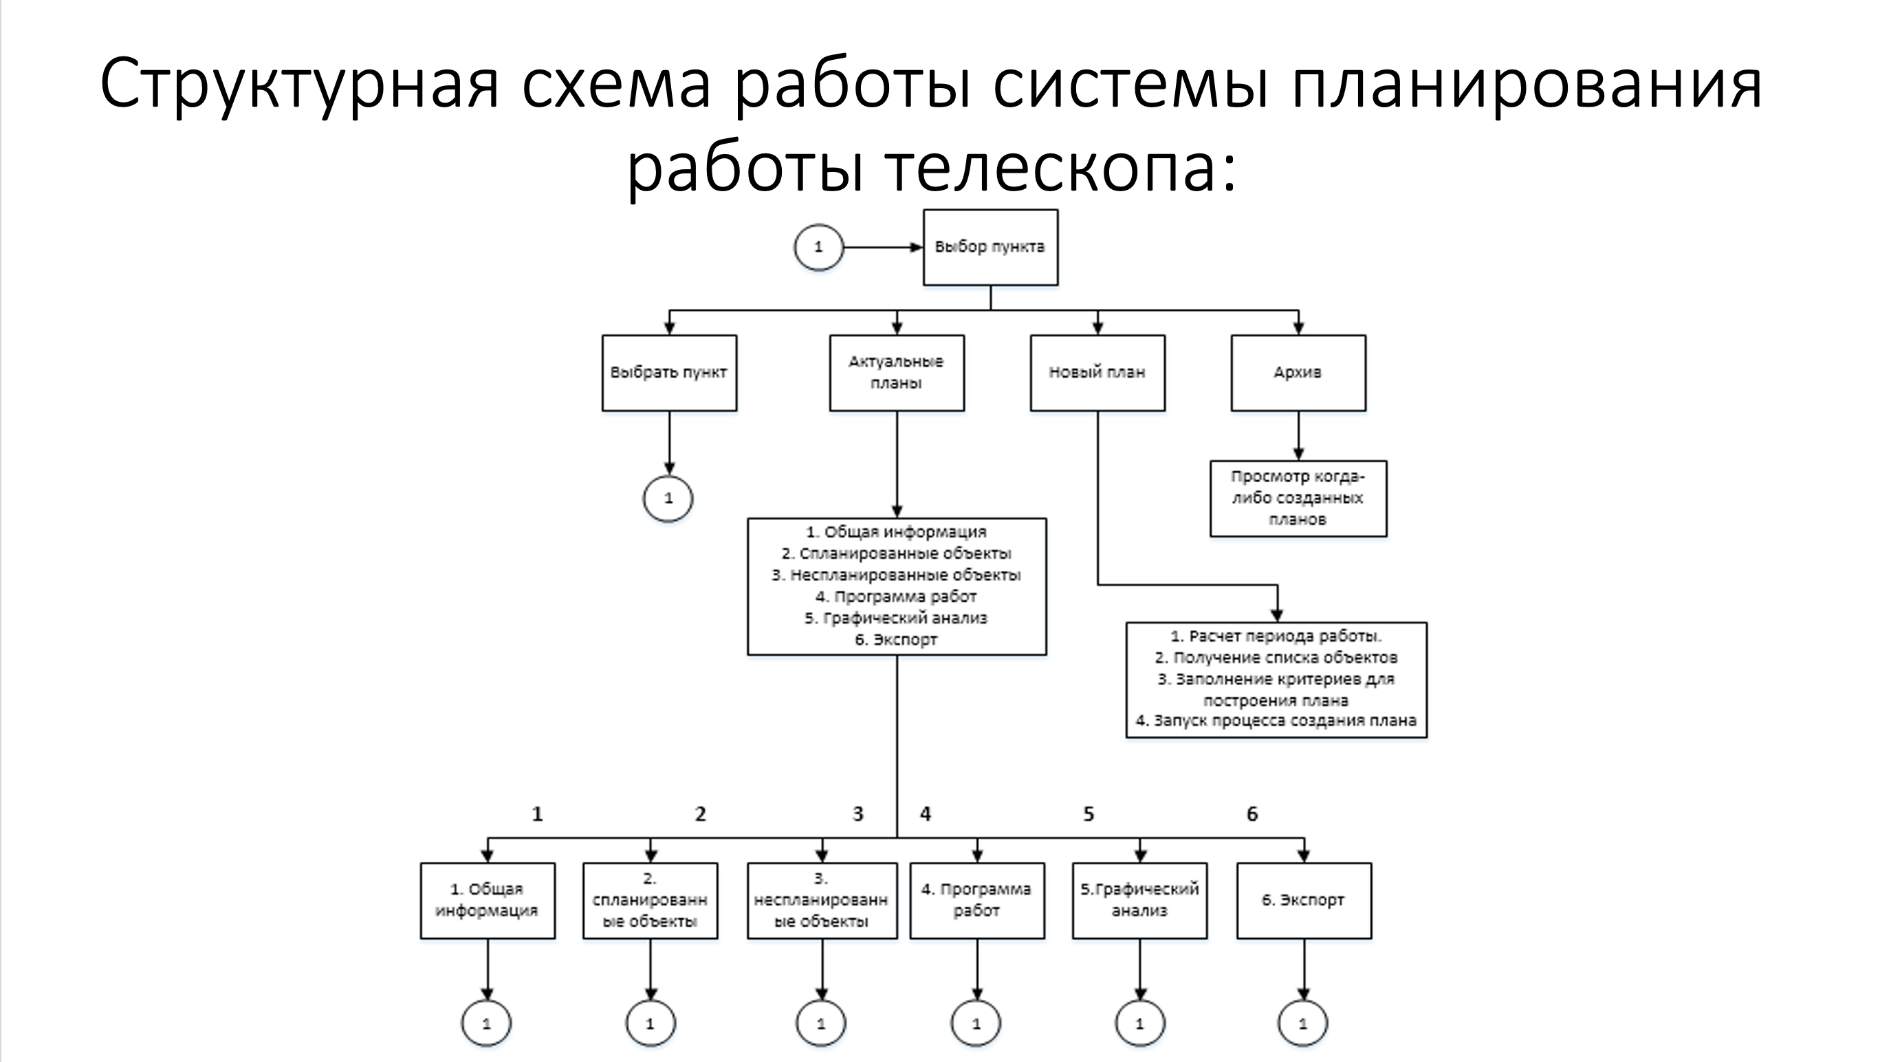 Структурная схема работы системы планирования
работы телескопа:
1
Выбор пункта
Выбрать пункт
Актуальные
планы
Новый план
Архив
1
Просмотр когда-
либо созданных
планов
1. Общая информация
2. Спланированные объекты
3. Неспланированные объекты
4. Программа работ
5. Графический анализ
6. Экспорт
1. Расчет периода работы.
2. Получение списка объектов
3. Заполнение критериев для
построения плана
4. Запуск процесса создания плана
1
2
3
4
5
6
1. Общая
информация
2.
спланированн
ые объекты
3.
неспланированн
ые объекты
4. Программа
работ
5.Графический
анализ
6. Экспорт
1
1
1
1
1
1